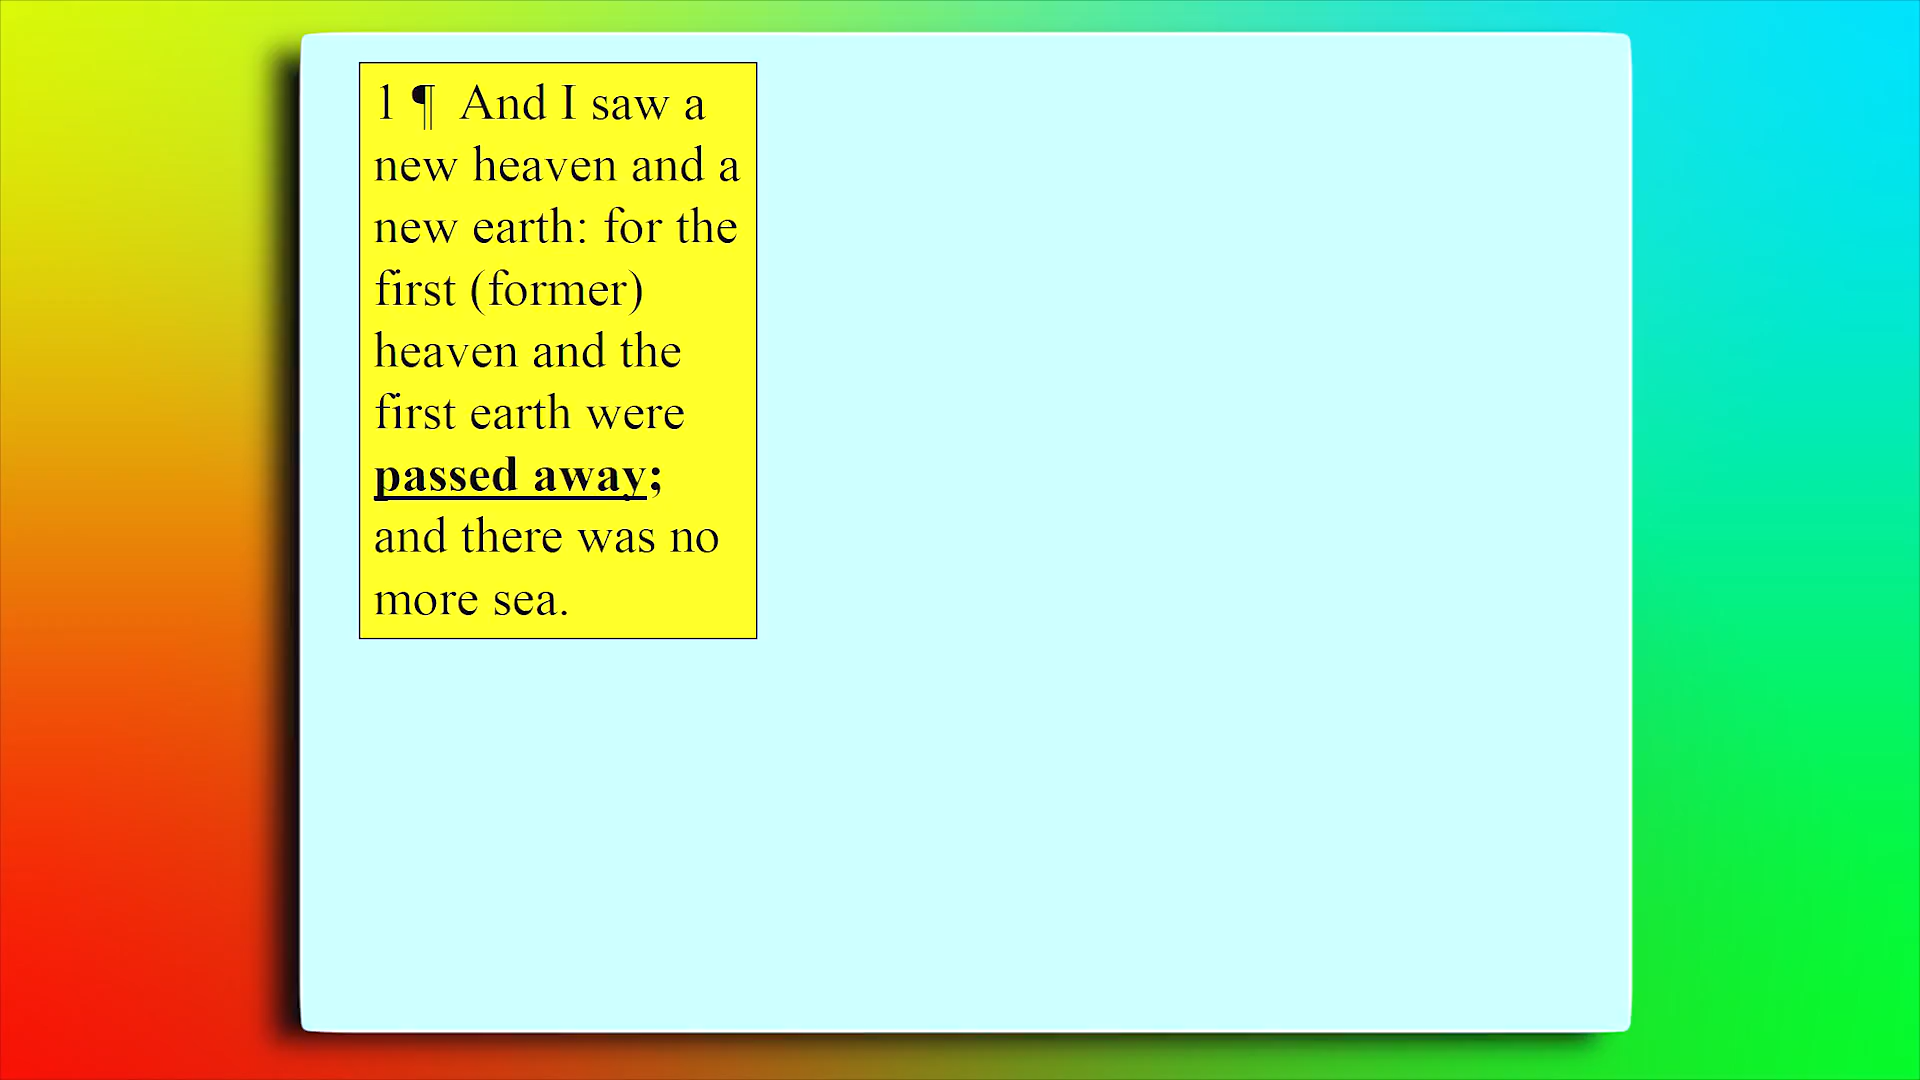 1 ¶ And I saw a
new heaven and a
new earth: for the
first (former)
heaven and the
first earth were
passed away;
and there was no
more sea.